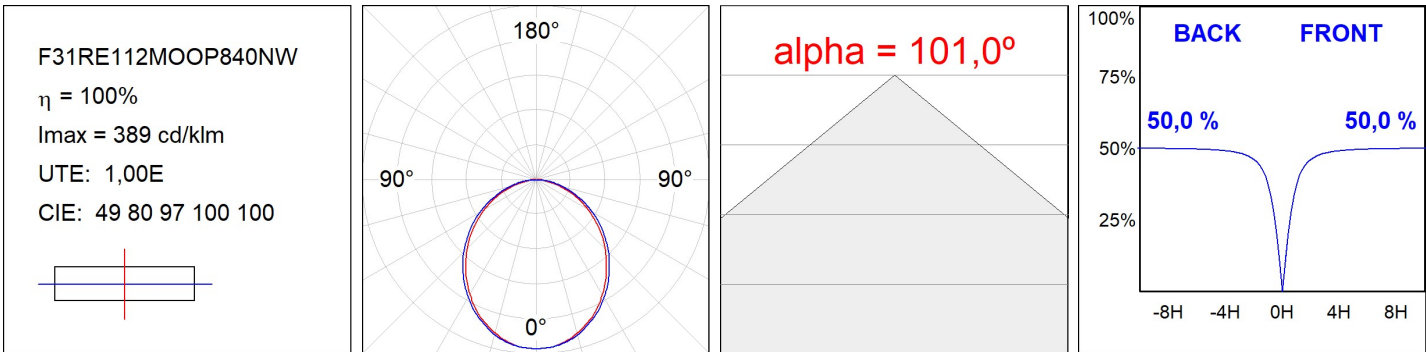 F31RE112MOOP840NW
η = 100%
Imax = 389 cd/klm
UTE: 1,00E
CIE: 49 80 97 100 100
180°
90° 90°
0°
alpha = 101,0º
100%
BACK FRONT
75%
50,0 % 50,0 %
50%
25%
-8H -4H 0H 4H 8H